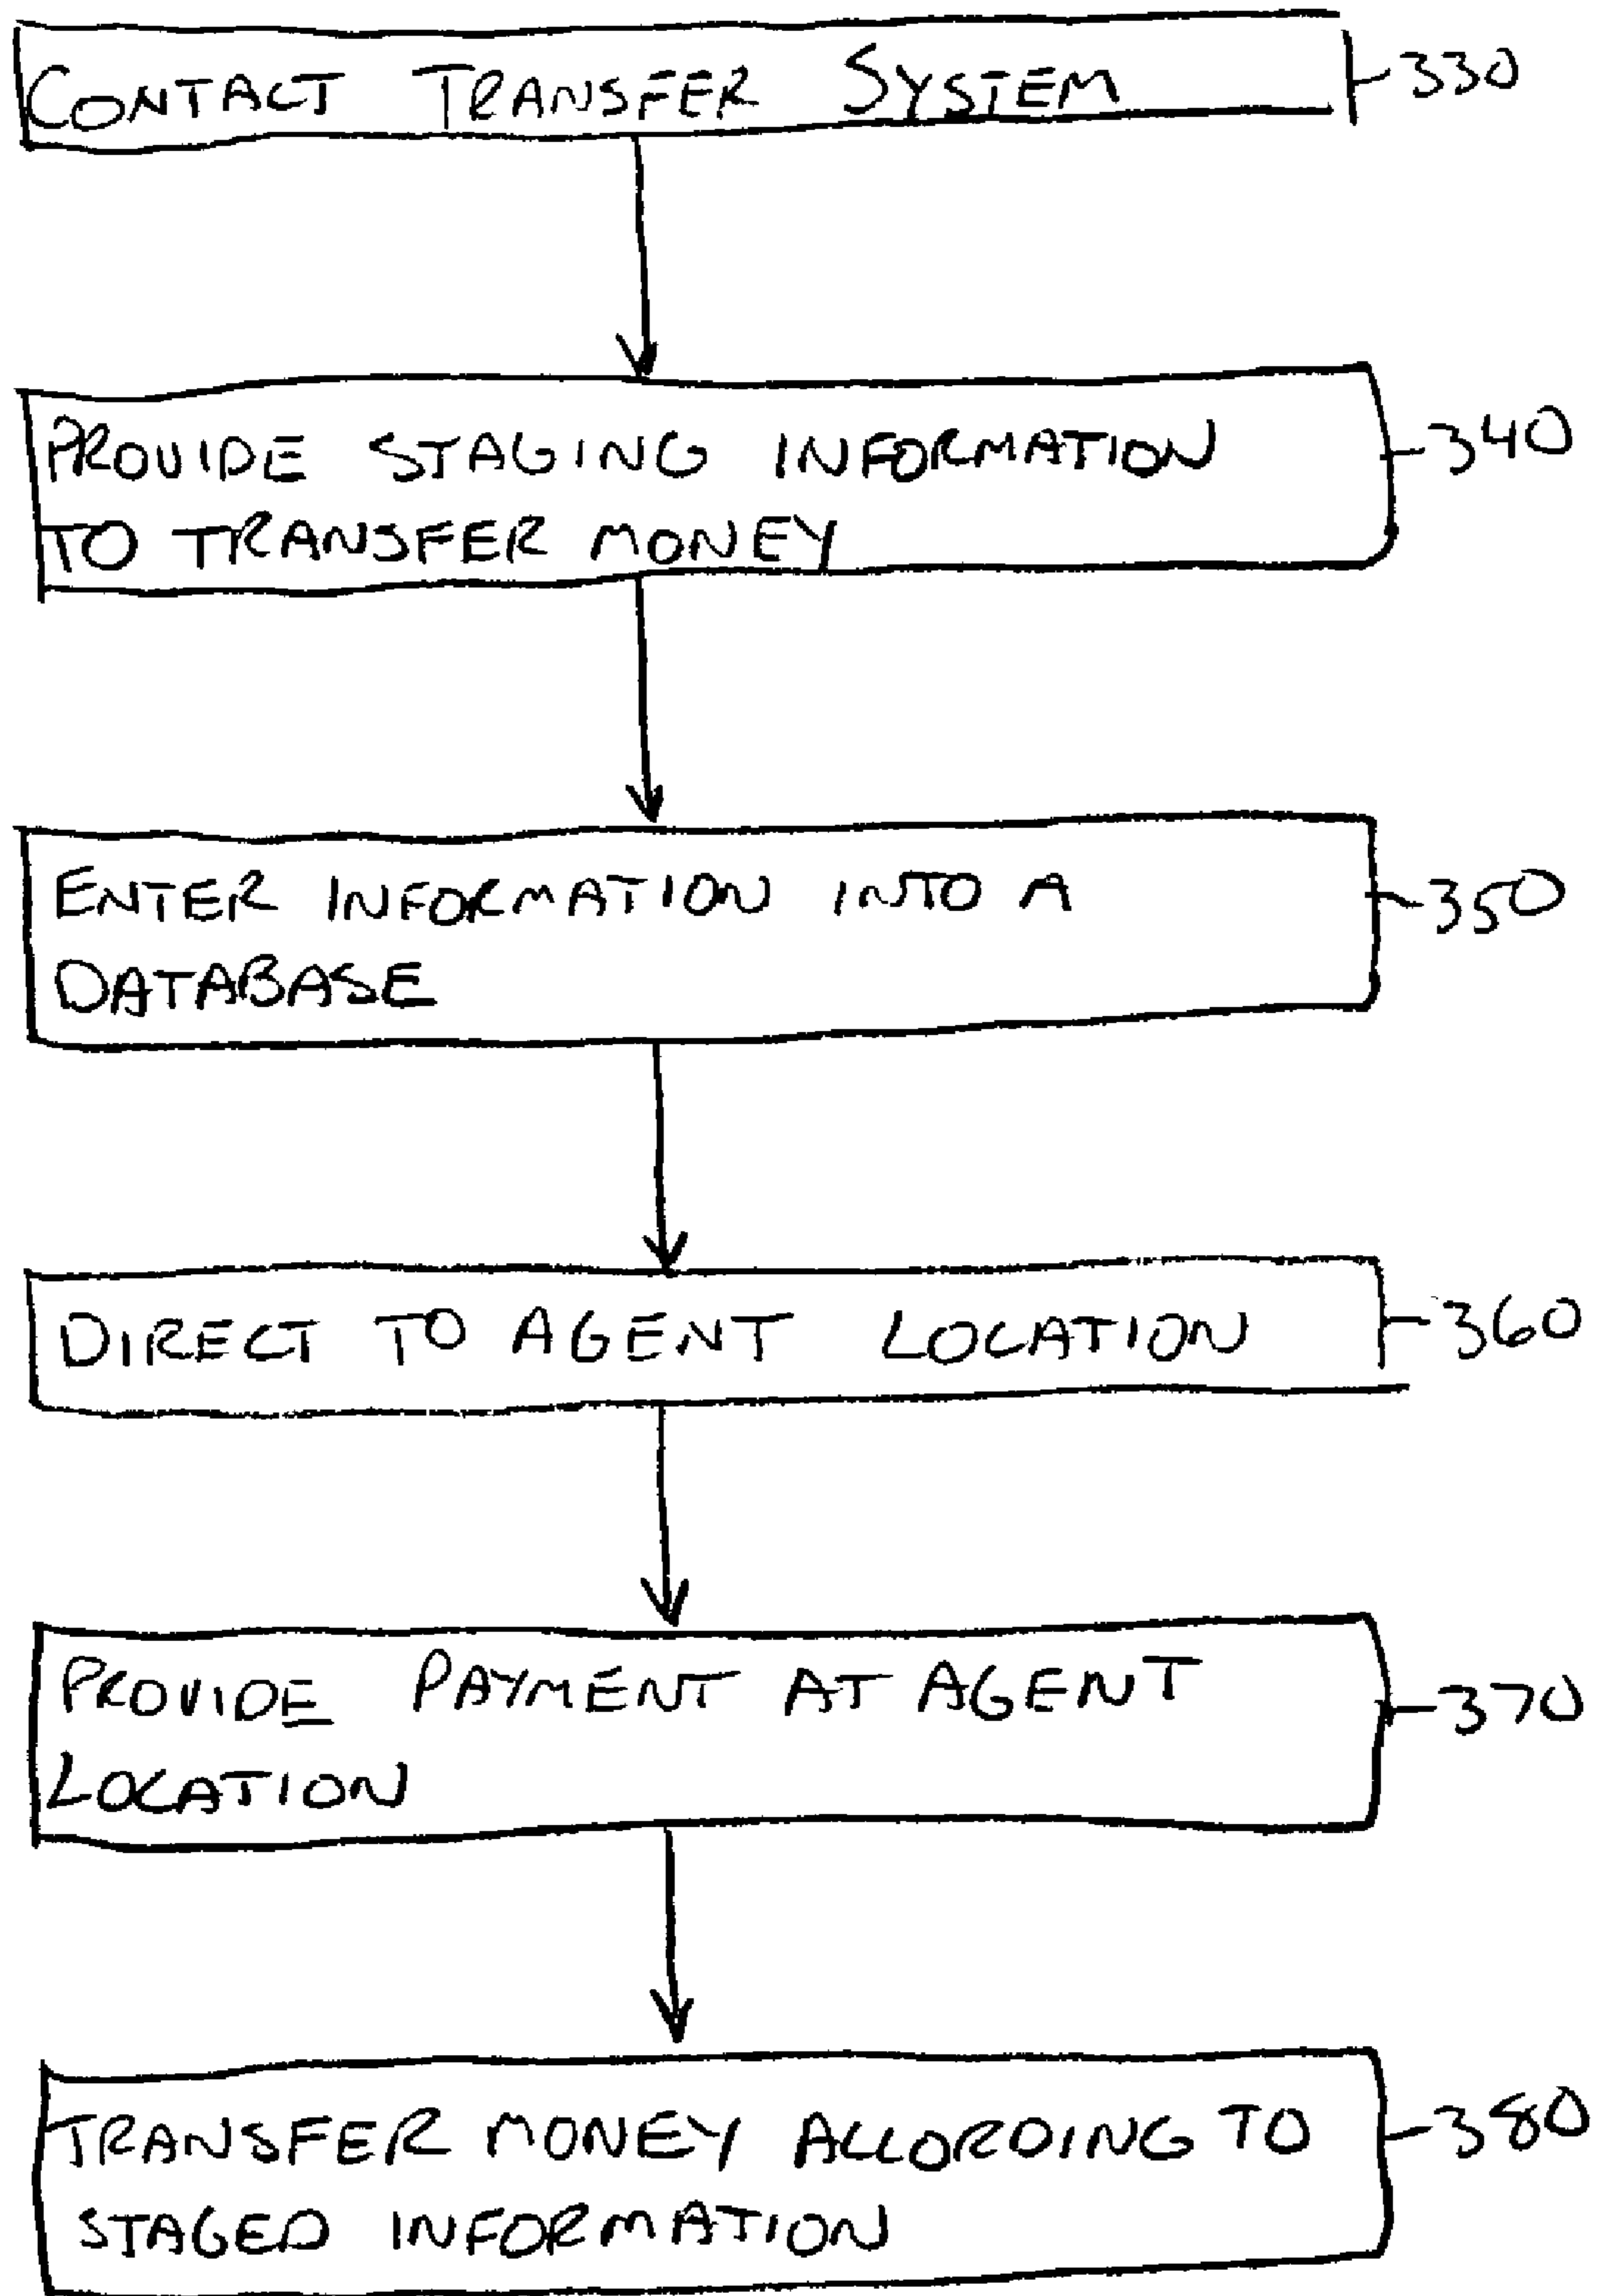 CONTACT TRANSFER SYSTEM 330
PROVIDE STAGING INFORMATION 340
TO TRANSFER MONEY
ENTER INFORMATION INTO A 350
DATABASE
DIRECT TO AGENT LOCATION 360
PROVIDE PAYMENT AT AGENT 370
LOCATION
TRANSFER MONEY ACCORDING TO 380
STAGED INFORMATION